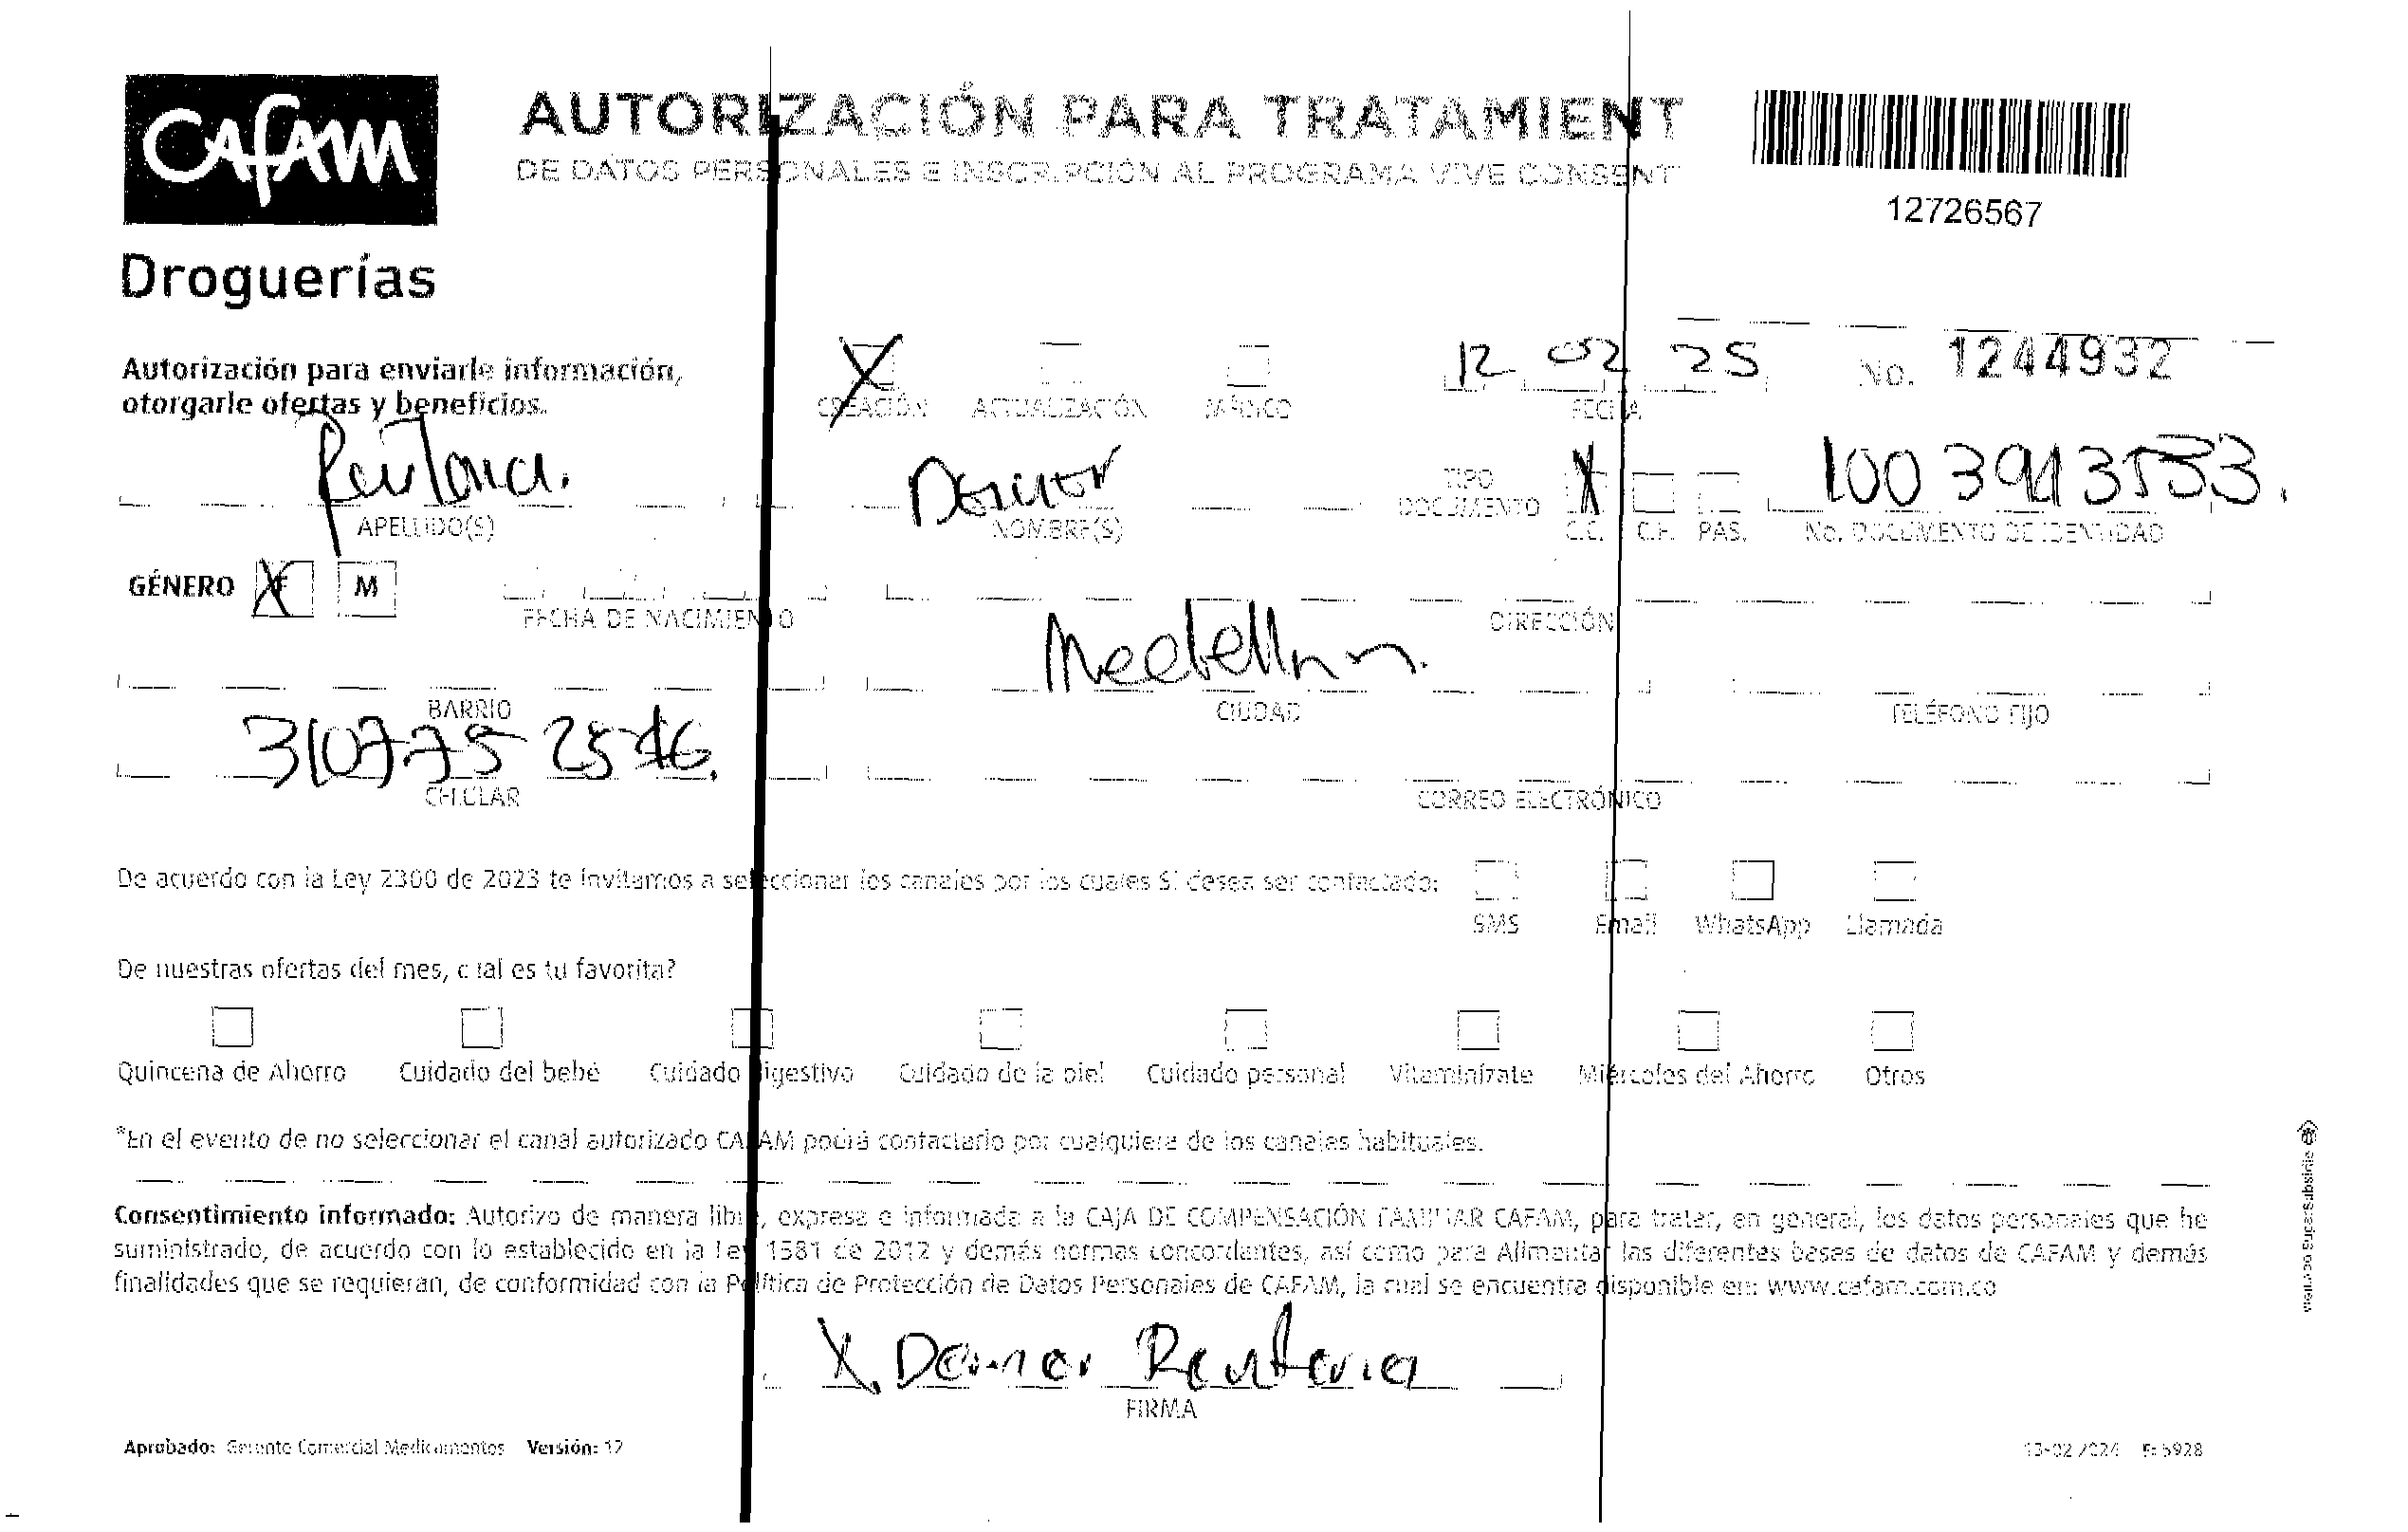 Cafam
AUTORIZACIÓN PARA TRATAMIENT
DE DATOS PERSONALES E INSCRIPCIÓN AL PROGRAMA VIVE CONSENT
12726567
Droguerías
Autorización para enviarle información,
otorgarle ofertas y beneficios.
X
CREACIÓN ACTUALIZACIÓN MÉDICO
12 02 25
FECHA
No. 1244932
APELLIDO(S)
NOMBRE(S)
TIPO
DOCUMENTO
X
C.C. C.E. PAS.
1003913533.
No. DOCUMENTO DE IDENTIDAD
GÉNERO X F M
FECHA DE NACIMIENTO
DIRECCIÓN
BARRIO
Medellin
CIUDAD
TELÉFONO FIJO
CELULAR
CORREO ELECTRÓNICO
De acuerdo con la Ley 2300 de 2023 te invitamos a seleccionar los canales por los cuales SI desea ser contactado:
SMS Email WhatsApp Llamada
De nuestras ofertas del mes, cual es tu favorita?
Quincena de Ahorro Cuidado del bebé Cuidado digestivo Cuidado de la piel Cuidado personal Vitaminízate Miércoles del Ahorro Otros
*En el evento de no seleccionar el canal autorizado CAFAM podrá contactarlo por cualquiera de los canales habituales.
Consentimiento informado: Autorizo de manera libre, expresa e informada a la CAJA DE COMPENSACIÓN FAMILIAR CAFAM, para tratar, en general, los datos personales que he
suministrado, de acuerdo con lo establecido en la Ley 1581 de 2012 y demás normas concordantes, así como para Alimentar las diferentes bases de datos de CAFAM y demás
finalidades que se requieran, de conformidad con la Política de Protección de Datos Personales de CAFAM, la cual se encuentra disponible en: www.cafam.com.co
X. Renteria
FIRMA
Aprobado: Gerente Comercial Medicamentos Versión: 12
VIGILADO SuperSubsidio